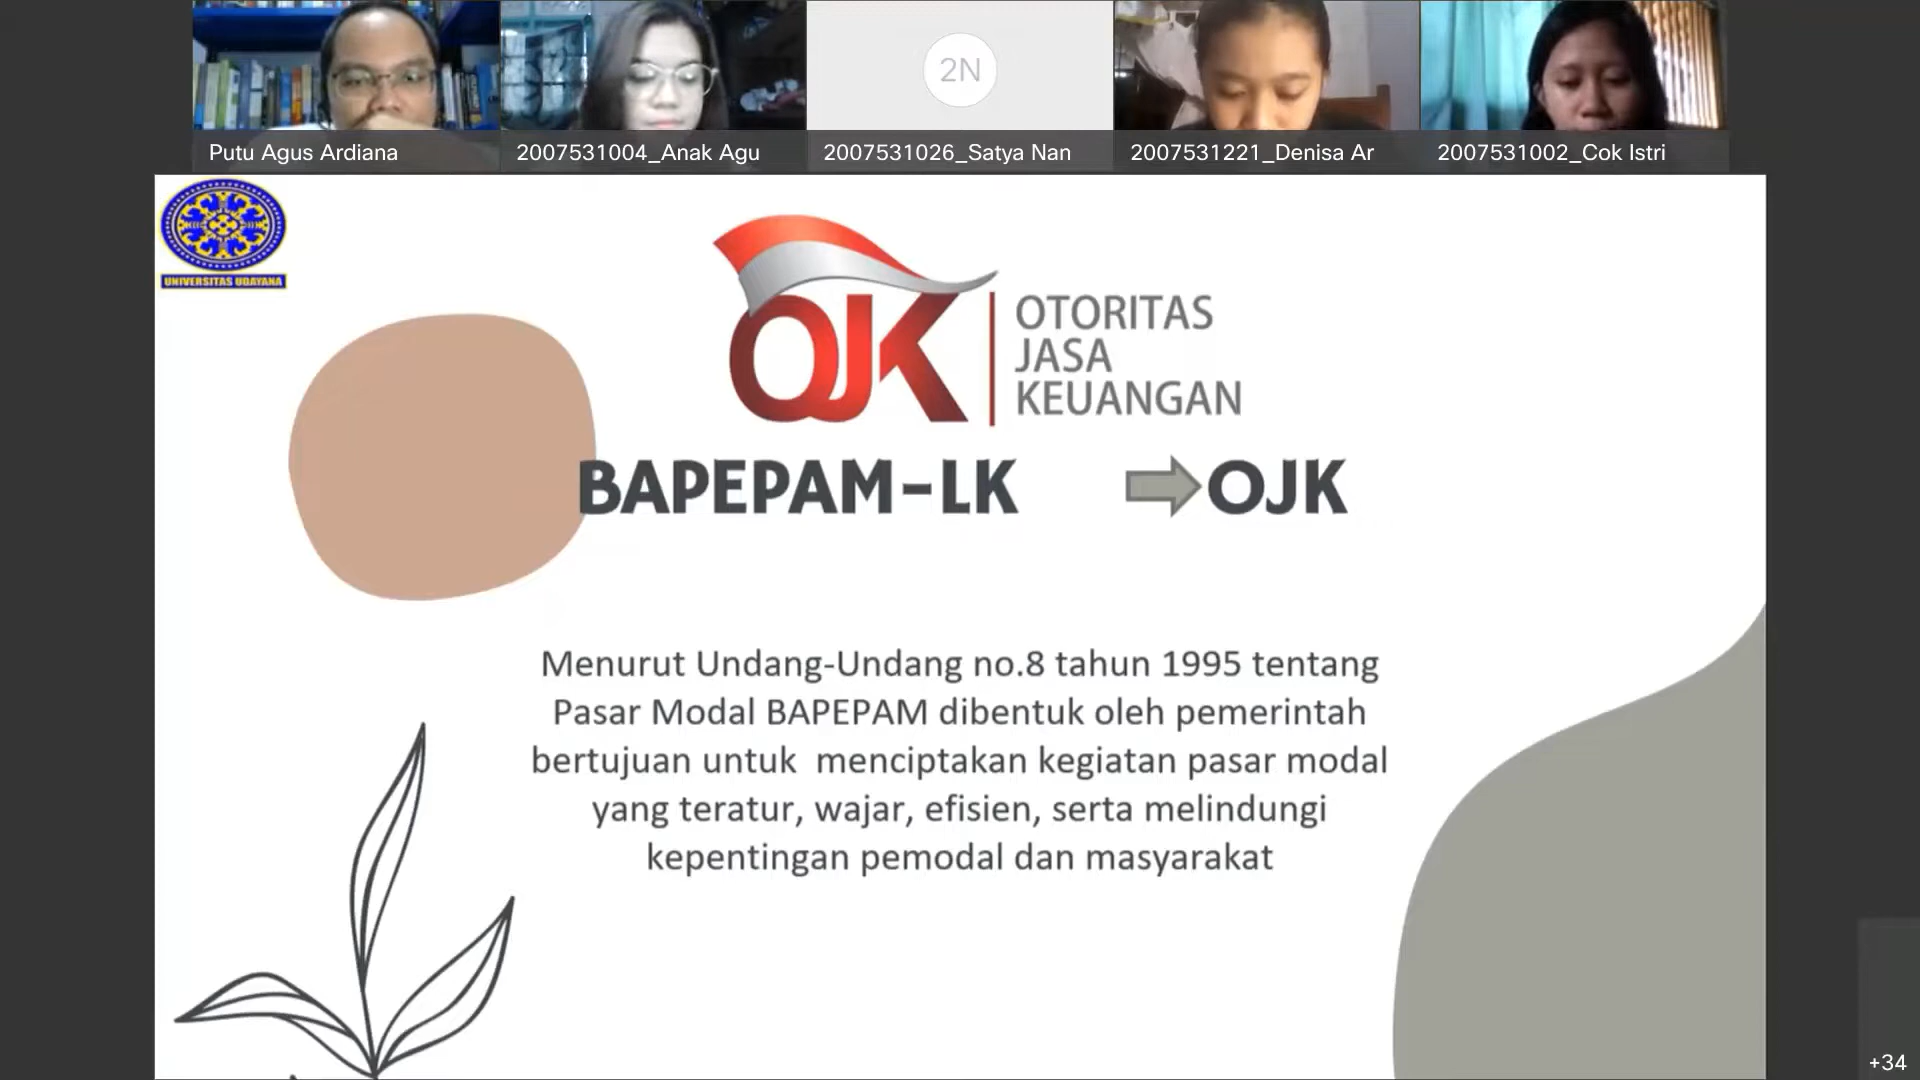 2N
Putu Agus Ardiana
2007531004_Anak Agu
2007531026_Satya Nan
2007531221_Denisa Ar
2007531002_Cok Istri
UNIVERSITAS UDAYANA
OJK
OTORITAS
JASA
KEUANGAN
BAPEPAM-LK
OJK
Menurut Undang-Undang no.8 tahun 1995 tentang
Pasar Modal BAPEPAM dibentuk oleh pemerintah
bertujuan untuk menciptakan kegiatan pasar modal
yang teratur, wajar, efisien, serta melindungi
kepentingan pemodal dan masyarakat
+34